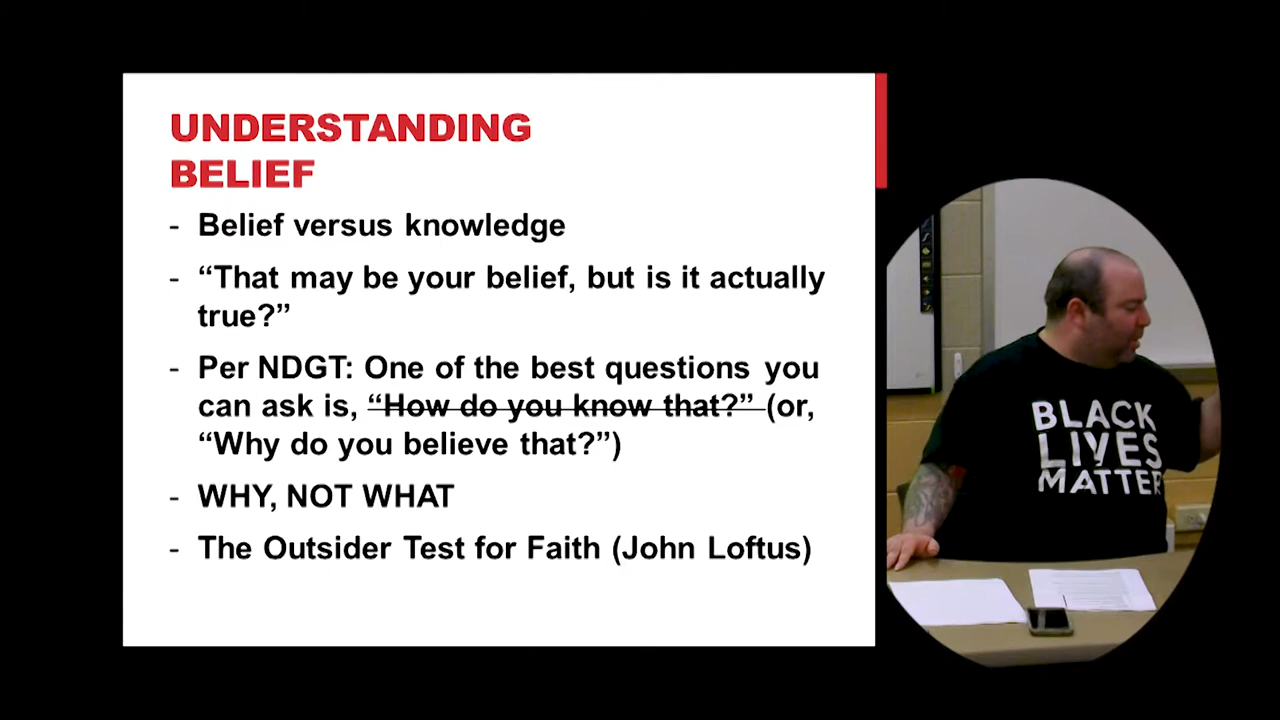 UNDERSTANDING
BELIEF
- Belief versus knowledge
- “That may be your belief, but is it actually
true?”
- Per NDGT: One of the best questions you
can ask is, “How do you know that?” (or,
“Why do you believe that?”)
- WHY, NOT WHAT
- The Outsider Test for Faith (John Loftus)
BLACK
LIVES
MATTER